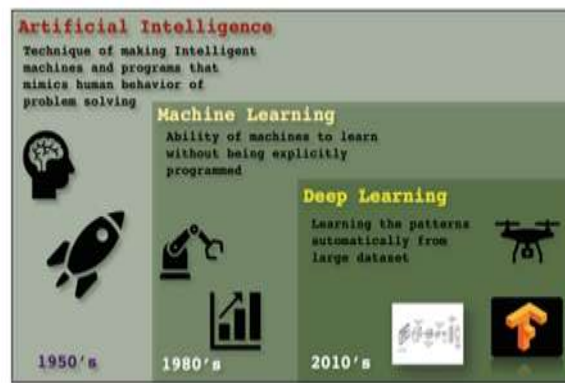 Artificial Intelligence
Technique of making Intelligent
machines and programs that
mimics human behavior of
problem solving
Machine Learning
Ability of machines to learn
without being explicitly
programmed
Deep Learning
Learning the patterns
automatically from
large dataset
1950's
1980's
2010's